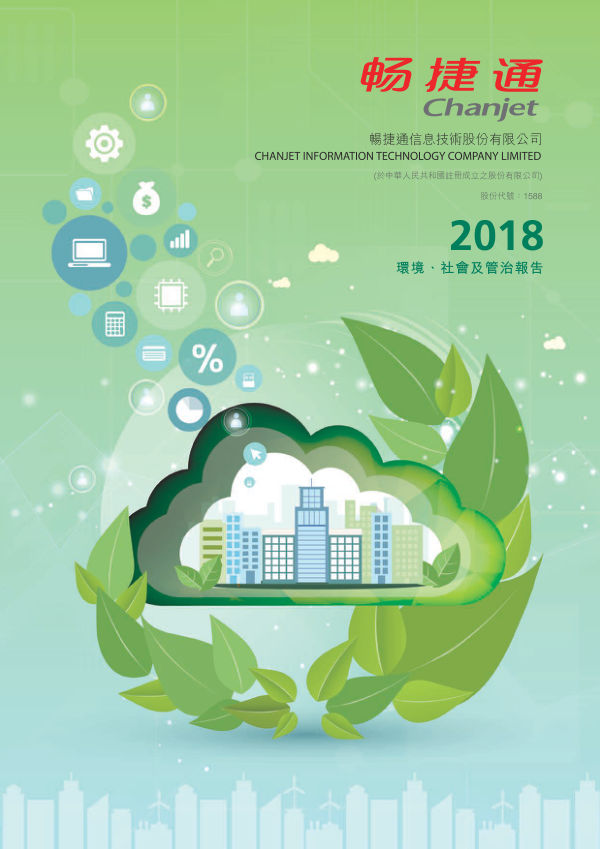 畅捷通
Chanjet
暢捷通信息技術股份有限公司
CHANJET INFORMATION TECHNOLOGY COMPANY LIMITED
(於中華人民共和國註冊成立之股份有限公司)
股份代號：1588
2018
環境、社會及管治報告
$
%